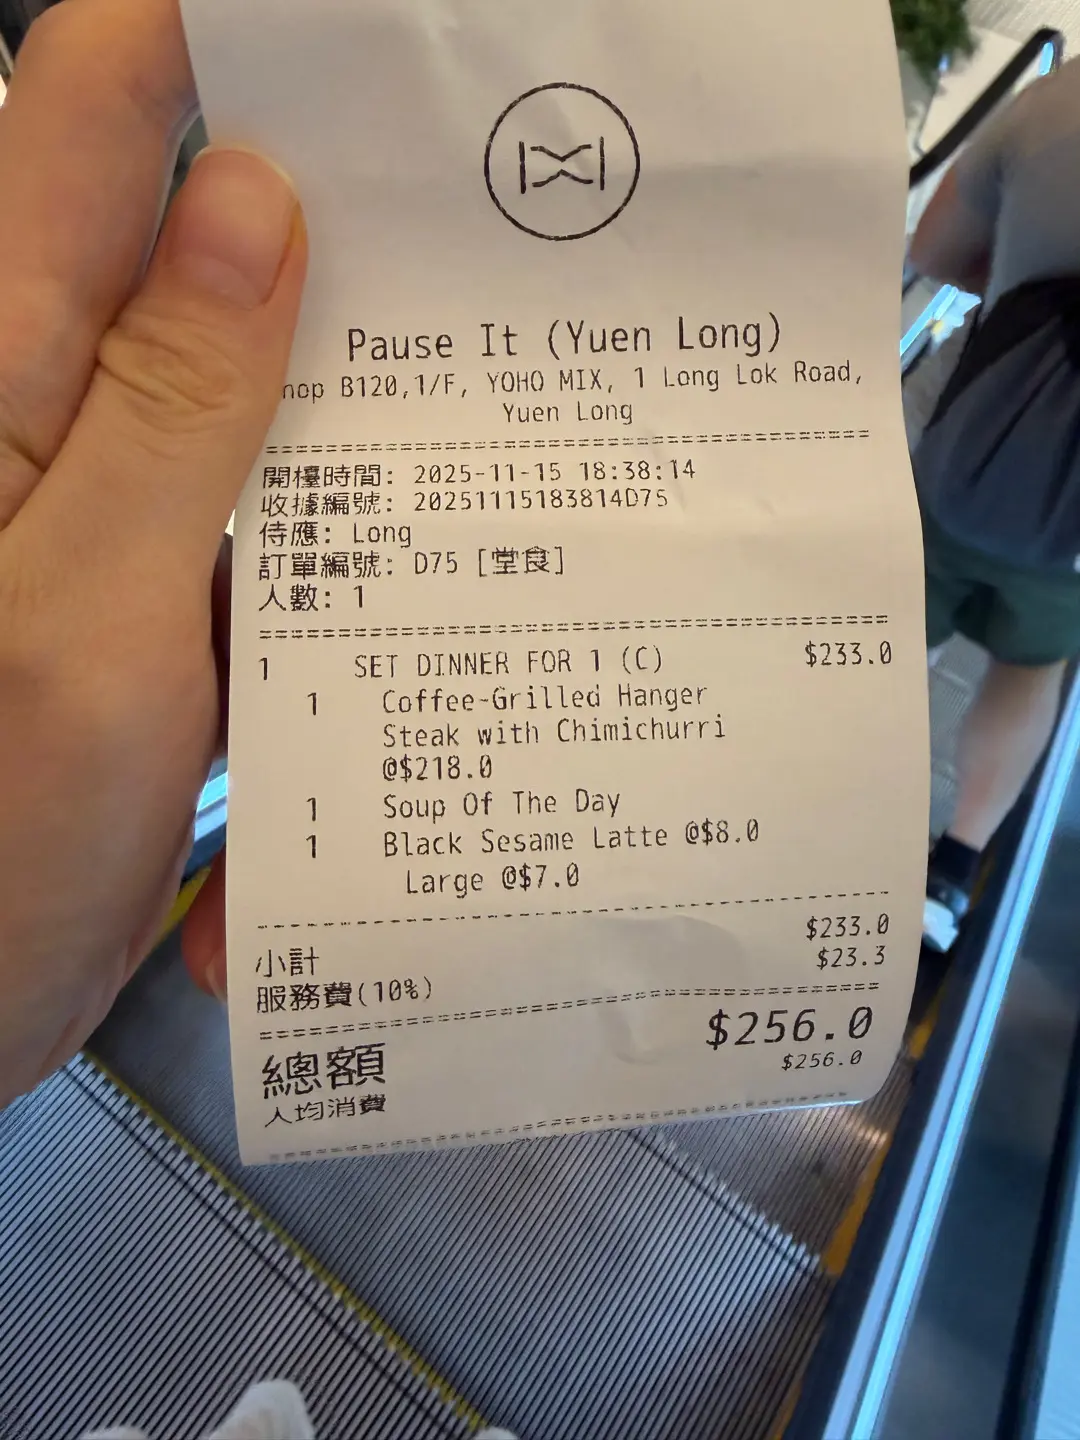 Pause It (Yuen Long)
hop B120,1/F, YOHO MIX, 1 Long Lok Road,
Yuen Long
開檯時間: 2025-11-15 18:38:14
收據編號: 20251115183814D75
侍應: Long
訂單編號: D75 [堂食]
人數: 1
1 SET DINNER FOR 1 (C) $233.0
1 Coffee-Grilled Hanger
Steak with Chimichurri
@$218.0
1 Soup Of The Day
1 Black Sesame Latte @$8.0
Large @$7.0
小計 $233.0
服務費(10%) $23.3
總額 $256.0
人均消費 $256.0